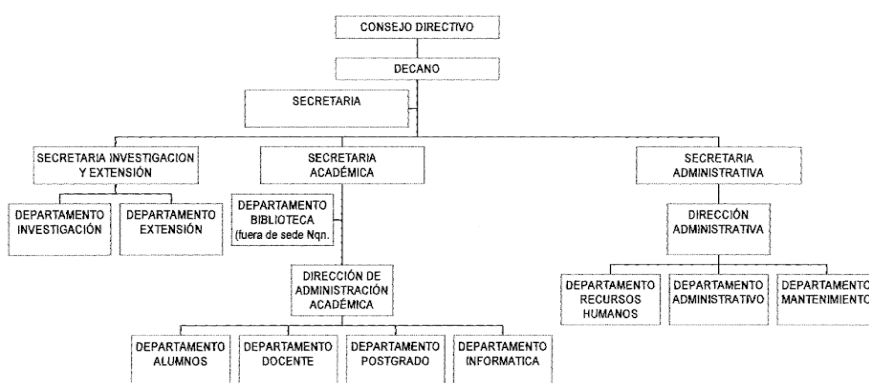 CONSEJO DIRECTIVO
DECANO
SECRETARIA
SECRETARIA INVESTIGACION
Y EXTENSIÓN
SECRETARIA
ACADÉMICA
SECRETARIA
ADMINISTRATIVA
DEPARTAMENTO
INVESTIGACIÓN
DEPARTAMENTO
EXTENSIÓN
DEPARTAMENTO
BIBLIOTECA
(fuera de sede Nqn.
DIRECCIÓN
ADMINISTRATIVA
DIRECCIÓN DE
ADMINISTRACIÓN
ACADÉMICA
DEPARTAMENTO
RECURSOS
HUMANOS
DEPARTAMENTO
ADMINISTRATIVO
DEPARTAMENTO
MANTENIMIENTO
DEPARTAMENTO
ALUMNOS
DEPARTAMENTO
DOCENTE
DEPARTAMENTO
POSTGRADO
DEPARTAMENTO
INFORMATICA